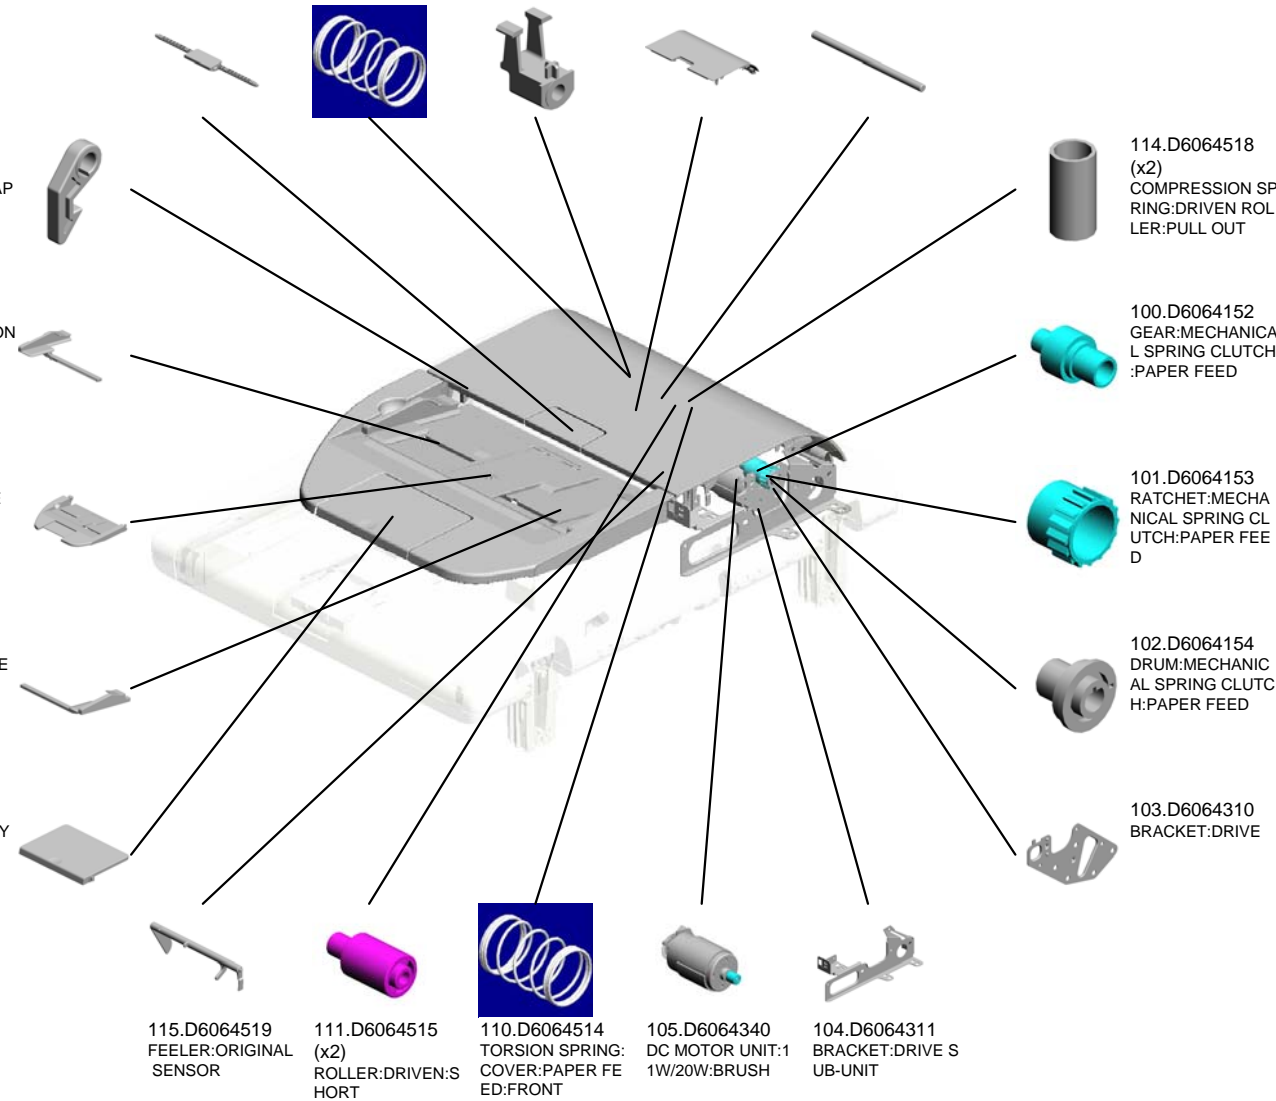 114.D6064518
(x2)
COMPRESSION SP
RING:DRIVEN ROL
LER:PULL OUT
AP
100.D6064152
GEAR:MECHANICA
L SPRING CLUTCH
:PAPER FEED
ON
101.D6064153
RATCHET:MECHA
NICAL SPRING CL
UTCH:PAPER FEE
D
E
102.D6064154
DRUM:MECHANIC
AL SPRING CLUTC
H:PAPER FEED
Y
103.D6064310
BRACKET:DRIVE
115.D6064519
FEELER:ORIGINAL
SENSOR
111.D6064515
(x2)
ROLLER:DRIVEN:S
HORT
110.D6064514
TORSION SPRING:
COVER:PAPER FE
ED:FRONT
105.D6064340
DC MOTOR UNIT:1
1W/20W:BRUSH
104.D6064311
BRACKET:DRIVE S
UB-UNIT